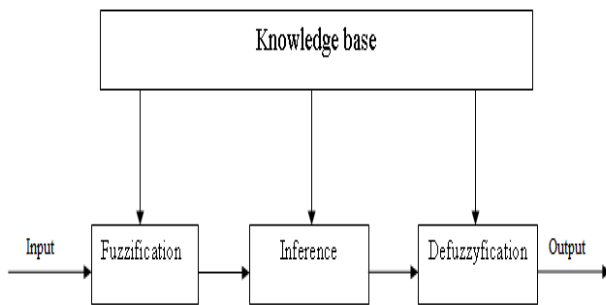 Knowledge base
Input
Fuzzification
Inference
Defuzzyfication
Output